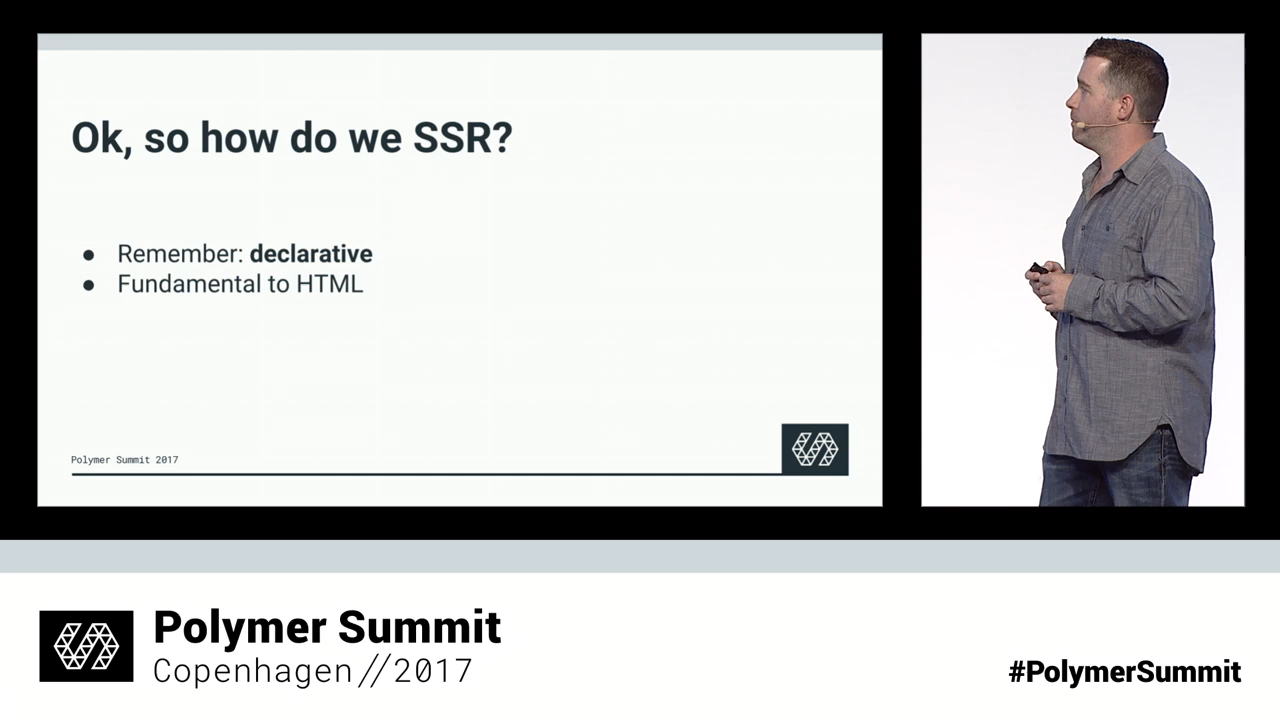 Ok, so how do we SSR?
● Remember: declarative
● Fundamental to HTML
Polymer Summit 2017
Polymer Summit
Copenhagen//2017
#PolymerSummit